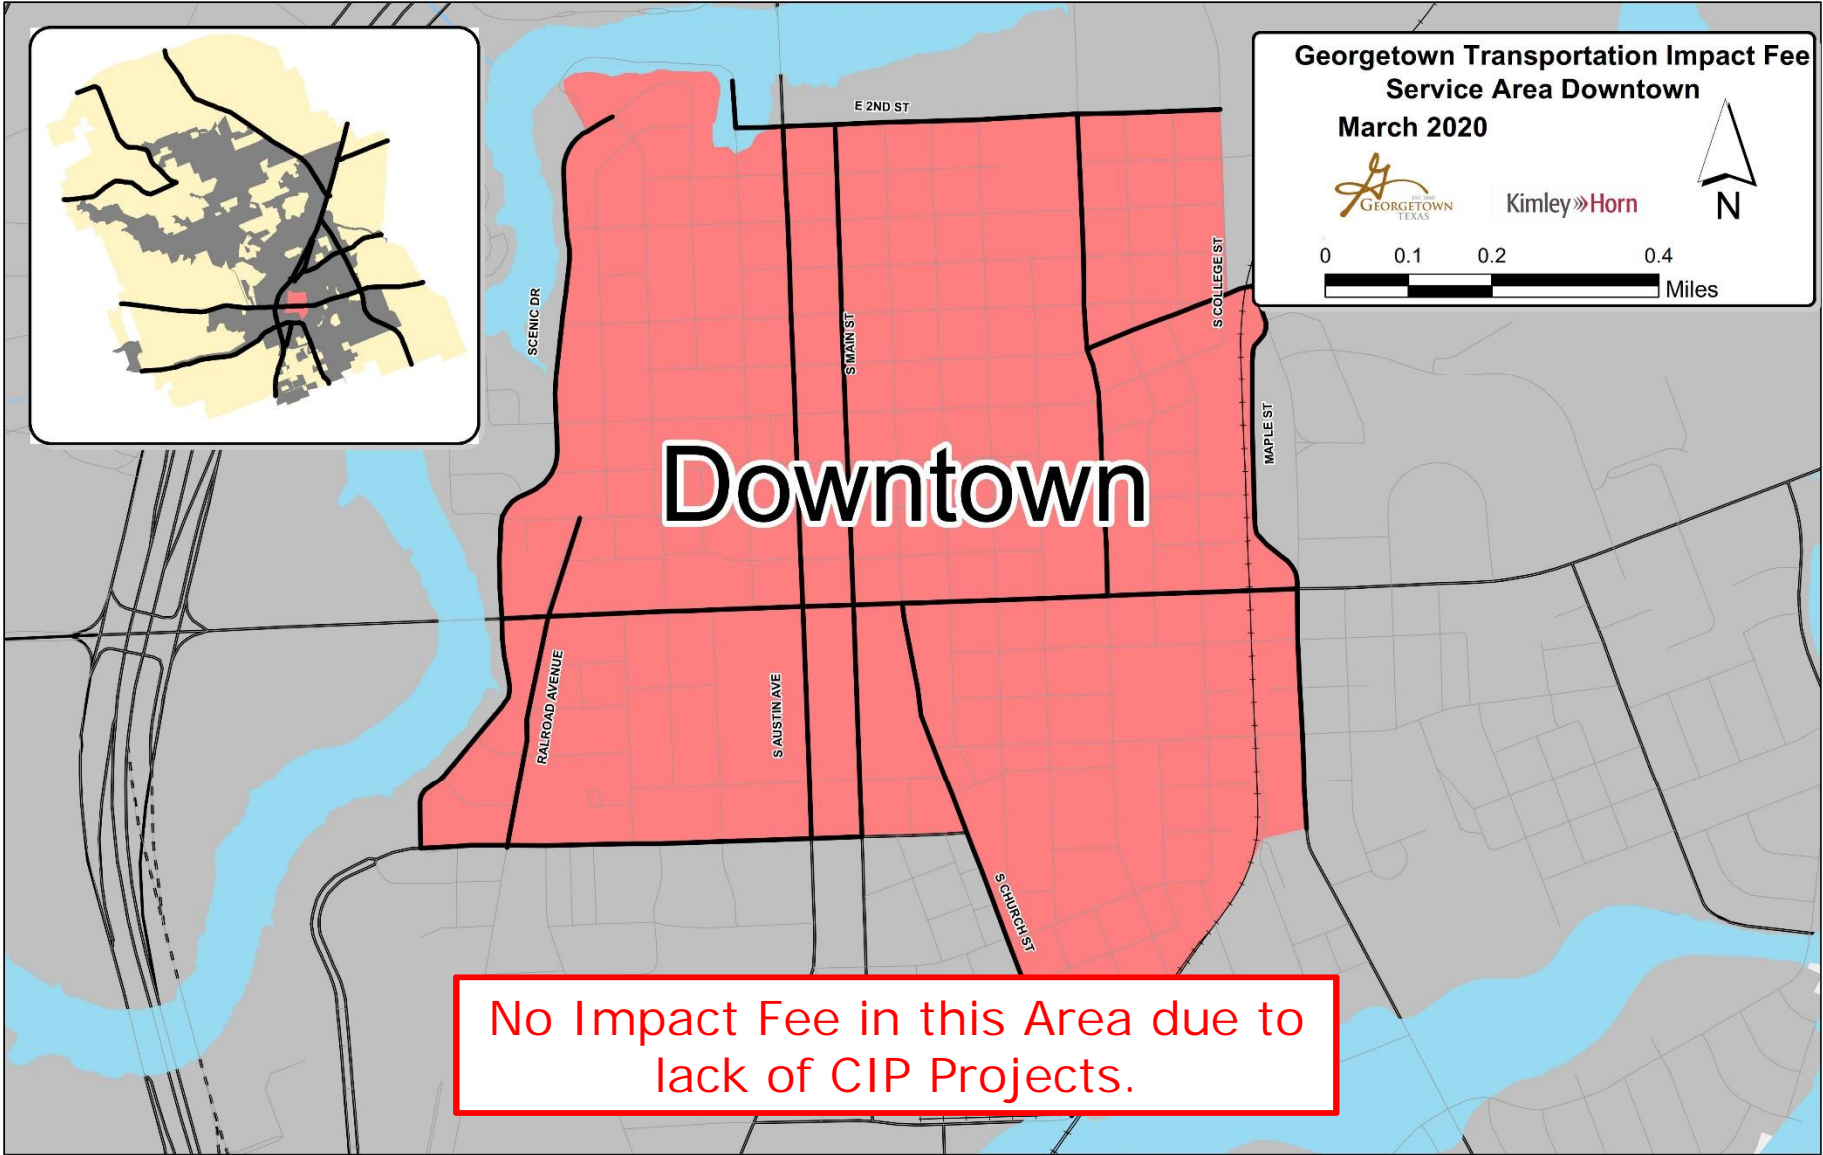 Georgetown Transportation Impact Fee
Service Area Downtown
March 2020
EST. 1848
GEORGETOWN
TEXAS
Kimley»Horn
N
0 0.1 0.2 0.4
Miles
E 2ND ST
SCENIC DR
S MAIN ST
S COLLEGE ST
MAPLE ST
Downtown
RALROAD AVENUE
S AUSTIN AVE
S CHURCH ST
No Impact Fee in this Area due to
lack of CIP Projects.